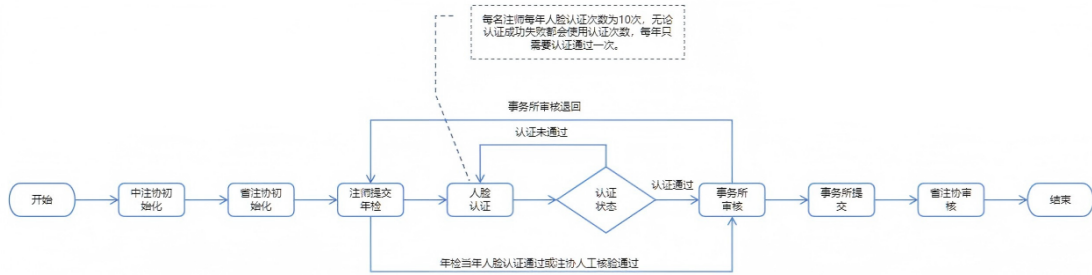 每名注师每年人脸认证次数为10次，无论
认证成功失败都会使用认证次数，每年只
需要认证通过一次。
事务所审核退回
认证未通过
开始
中注协初
始化
省注协初
始化
注师提交
年检
人脸
认证
认证
状态
认证通过
事务所
审核
事务所提
交
省注协审
核
结束
年检当年人脸认证通过或注协人工核验通过